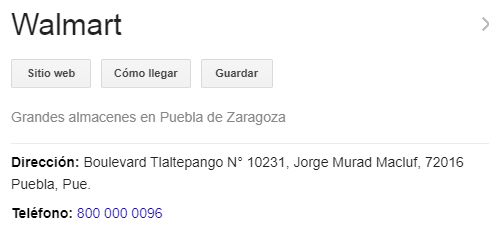 Walmart
Sitio web Cómo llegar Guardar
Grandes almacenes en Puebla de Zaragoza
Dirección: Boulevard Tlaltepango N° 10231, Jorge Murad Macluf, 72016
Puebla, Pue.
Teléfono: 800 000 0096